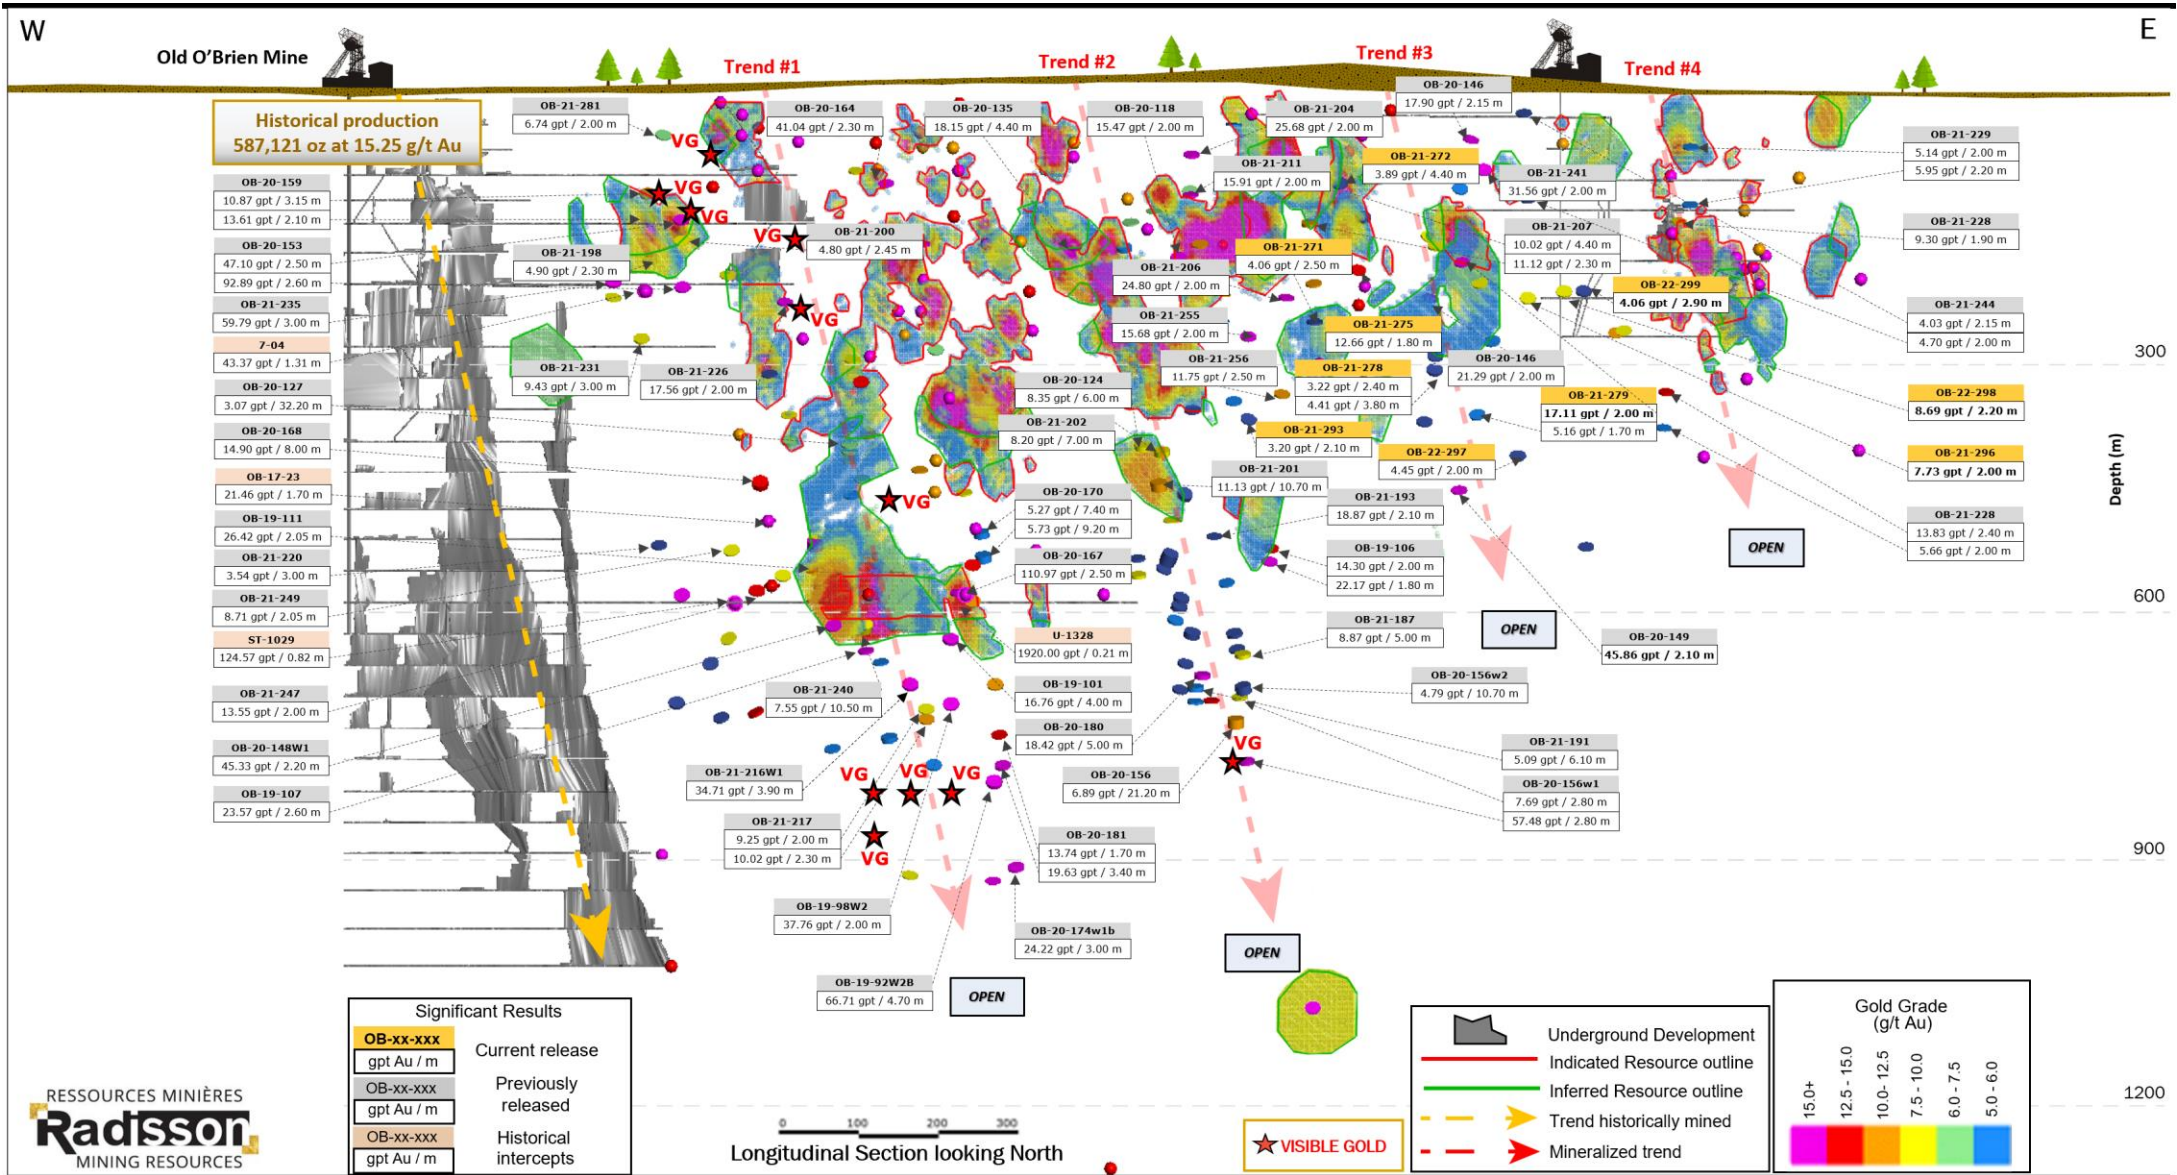 W
E
Old O'Brien Mine
Trend #1
Trend #2
Trend #3
Trend #4
Historical production
587,121 oz at 15.25 g/t Au
OB-21-281
6.74 gpt / 2.00 m
OB-20-164
41.04 gpt / 2.30 m
OB-20-135
18.15 gpt / 4.40 m
OB-20-118
15.47 gpt / 2.00 m
OB-21-204
25.68 gpt / 2.00 m
OB-20-146
17.90 gpt / 2.15 m
OB-21-211
15.91 gpt / 2.00 m
OB-21-272
3.89 gpt / 4.40 m
OB-21-241
31.56 gpt / 2.00 m
OB-21-229
5.14 gpt / 2.00 m
5.95 gpt / 2.20 m
OB-21-228
9.30 gpt / 1.90 m
OB-21-207
10.02 gpt / 4.40 m
11.12 gpt / 2.30 m
OB-20-159
10.87 gpt / 3.15 m
13.61 gpt / 2.10 m
OB-20-153
47.10 gpt / 2.50 m
92.89 gpt / 2.60 m
OB-21-235
59.79 gpt / 3.00 m
7-04
43.37 gpt / 1.31 m
OB-20-127
3.07 gpt / 32.20 m
OB-20-168
14.90 gpt / 8.00 m
OB-17-23
21.46 gpt / 1.70 m
OB-19-111
26.42 gpt / 2.05 m
OB-21-220
3.54 gpt / 3.00 m
OB-21-249
8.71 gpt / 2.05 m
ST-1029
124.57 gpt / 0.82 m
OB-21-247
13.55 gpt / 2.00 m
OB-20-148W1
45.33 gpt / 2.20 m
OB-19-107
23.57 gpt / 2.60 m
VG
VG
VG
VG
VG
VG
OB-21-198
4.90 gpt / 2.30 m
OB-21-200
4.80 gpt / 2.45 m
OB-21-231
9.43 gpt / 3.00 m
OB-21-226
17.56 gpt / 2.00 m
OB-21-206
24.80 gpt / 2.00 m
OB-21-271
4.06 gpt / 2.50 m
OB-21-255
15.68 gpt / 2.00 m
OB-21-256
11.75 gpt / 2.50 m
OB-21-275
12.66 gpt / 1.80 m
OB-21-278
3.22 gpt / 2.40 m
4.41 gpt / 3.80 m
OB-20-146
21.29 gpt / 2.00 m
OB-22-299
4.06 gpt / 2.90 m
OB-21-244
4.03 gpt / 2.15 m
4.70 gpt / 2.00 m
OB-21-279
17.11 gpt / 2.00 m
5.16 gpt / 1.70 m
OB-22-298
8.69 gpt / 2.20 m
OB-21-296
7.73 gpt / 2.00 m
OB-21-228
13.83 gpt / 2.40 m
5.66 gpt / 2.00 m
OB-20-124
8.35 gpt / 6.00 m
OB-21-202
8.20 gpt / 7.00 m
OB-21-293
3.20 gpt / 2.10 m
OB-22-297
4.45 gpt / 2.00 m
OB-21-201
11.13 gpt / 10.70 m
OB-21-193
18.87 gpt / 2.10 m
OB-20-170
5.27 gpt / 7.40 m
5.73 gpt / 9.20 m
OB-20-167
110.97 gpt / 2.50 m
OB-19-106
14.30 gpt / 2.00 m
22.17 gpt / 1.80 m
U-1328
1920.00 gpt / 0.21 m
OB-21-187
8.87 gpt / 5.00 m
OB-20-149
45.86 gpt / 2.10 m
OB-21-240
7.55 gpt / 10.50 m
OB-19-101
16.76 gpt / 4.00 m
OB-20-156w2
4.79 gpt / 10.70 m
OB-20-180
18.42 gpt / 5.00 m
OB-21-191
5.09 gpt / 6.10 m
OB-21-216W1
34.71 gpt / 3.90 m
OB-20-156
6.89 gpt / 21.20 m
OB-20-156w1
7.69 gpt / 2.80 m
57.48 gpt / 2.80 m
VG
VG
VG
VG
VG
OB-21-217
9.25 gpt / 2.00 m
10.02 gpt / 2.30 m
OB-20-181
13.74 gpt / 1.70 m
19.63 gpt / 3.40 m
OB-19-98W2
37.76 gpt / 2.00 m
OB-20-174w1b
24.22 gpt / 3.00 m
OB-19-92W2B
66.71 gpt / 4.70 m
OPEN
OPEN
OPEN
OPEN
300
600
900
1200
Depth (m)
Significant Results
OB-xx-xxx
gpt Au / m
Current release
OB-xx-xxx
gpt Au / m
Previously
released
OB-xx-xxx
gpt Au / m
Historical
intercepts
RESSOURCES MINIÈRES
Radisson
MINING RESOURCES
0 100 200 300
Longitudinal Section looking North
VISIBLE GOLD
Underground Development
Indicated Resource outline
Inferred Resource outline
Trend historically mined
Mineralized trend
Gold Grade
(g/t Au)
15.0+
12.5 - 15.0
10.0 - 12.5
7.5 - 10.0
6.0 - 7.5
5.0 - 6.0